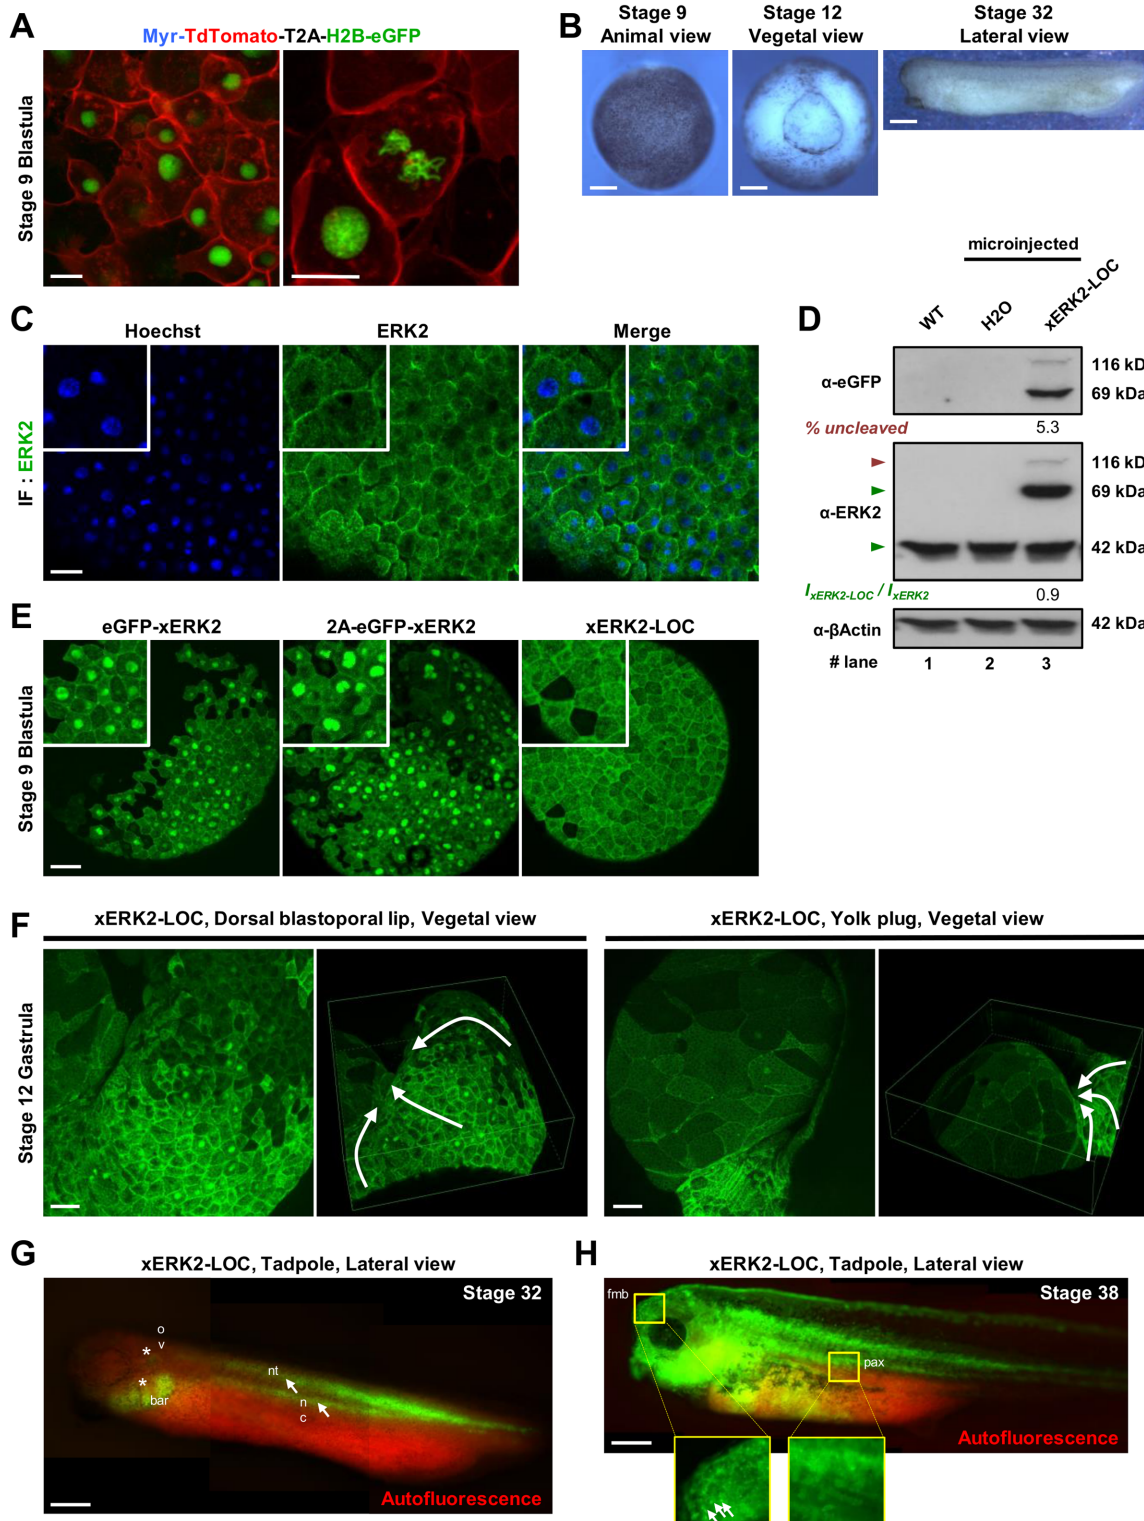 A
Myr-TdTomato-T2A-H2B-eGFP
Stage 9 Blastula
B
Stage 9
Animal view
Stage 12
Vegetal view
Stage 32
Lateral view
C
Hoechst
ERK2
Merge
IF : ERK2
D
microinjected
WT
H2O
xERK2-LOC
α-eGFP
116 kD
69 kDa
% uncleaved
5.3
α-ERK2
116 kD
69 kDa
42 kDa
IxERK2-LOC / IxERK2
0.9
α-βActin
42 kDa
# lane
1
2
3
E
eGFP-xERK2
2A-eGFP-xERK2
xERK2-LOC
Stage 9 Blastula
F
xERK2-LOC, Dorsal blastoporal lip, Vegetal view
xERK2-LOC, Yolk plug, Vegetal view
Stage 12 Gastrula
G
xERK2-LOC, Tadpole, Lateral view
Stage 32
o
v
*
*
bar
nt
n
c
Autofluorescence
H
xERK2-LOC, Tadpole, Lateral view
Stage 38
fmb
pax
Autofluorescence